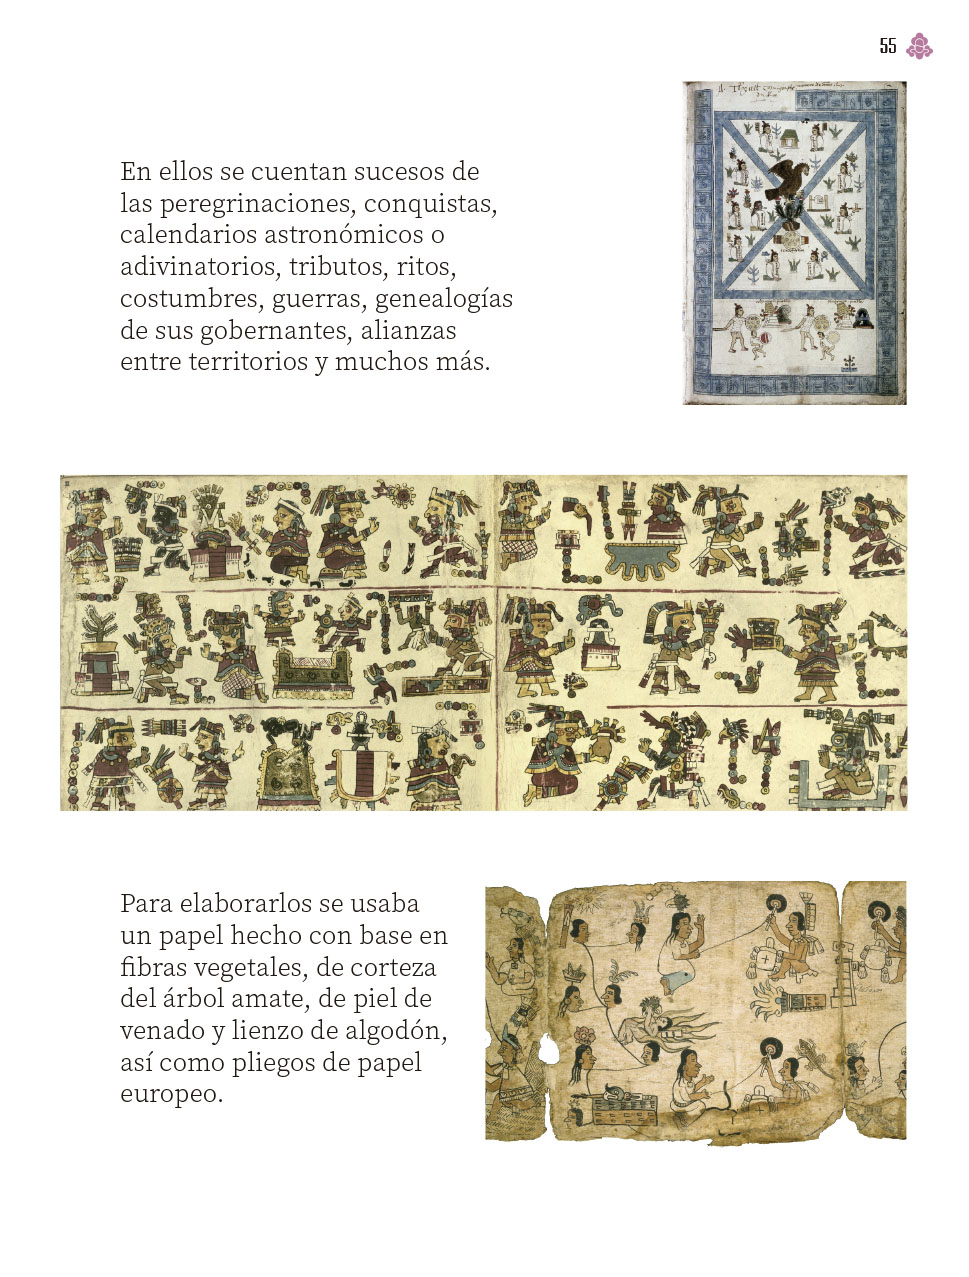 55
En ellos se cuentan sucesos de
las peregrinaciones, conquistas,
calendarios astronómicos o
adivinatorios, tributos, ritos,
costumbres, guerras, genealogías
de sus gobernantes, alianzas
entre territorios y muchos más.
Para elaborarlos se usaba
un papel hecho con base en
fibras vegetales, de corteza
del árbol amate, de piel de
venado y lienzo de algodón,
así como pliegos de papel
europeo.